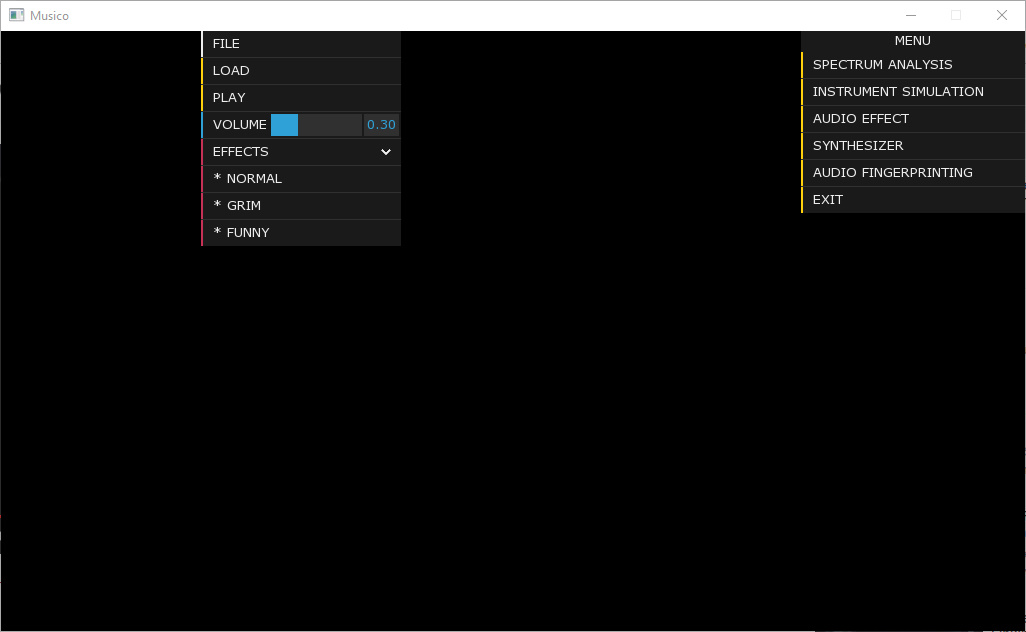 Musico
FILE
LOAD
PLAY
VOLUME 0.30
EFFECTS
* NORMAL
* GRIM
* FUNNY
MENU
SPECTRUM ANALYSIS
INSTRUMENT SIMULATION
AUDIO EFFECT
SYNTHESIZER
AUDIO FINGERPRINTING
EXIT